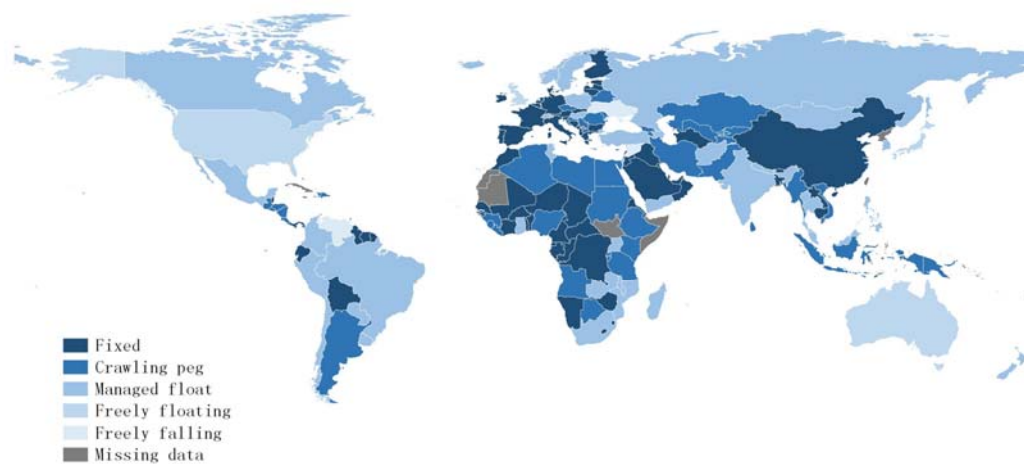 Fixed
Crawling peg
Managed float
Freely floating
Freely falling
Missing data